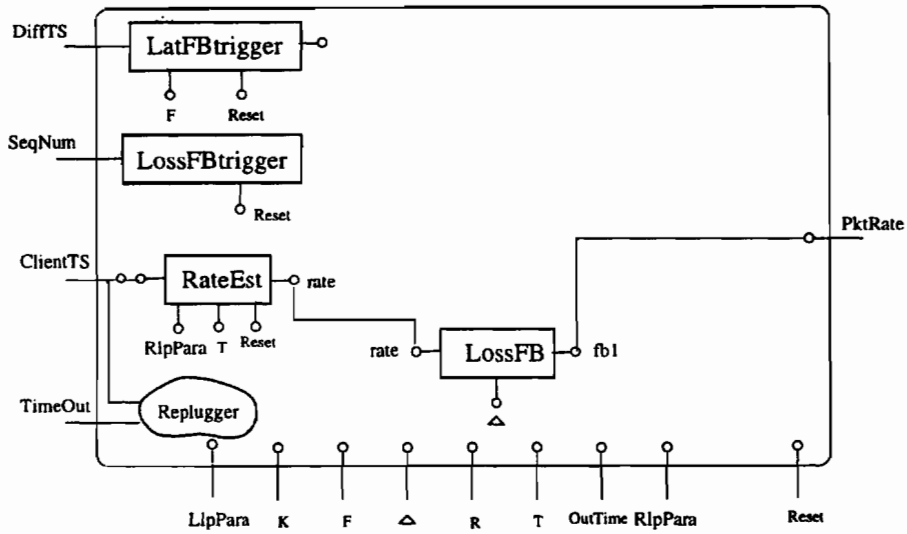 DiffTS
LatFBtrigger
F
Reset
SeqNum
LossFBtrigger
Reset
PktRate
ClientTS
RateEst
rate
RlpPara
T
Reset
rate
LossFB
fb1
△
TimeOut
Replugger
LlpPara
K
F
△
R
T
OutTime
RlpPara
Reset